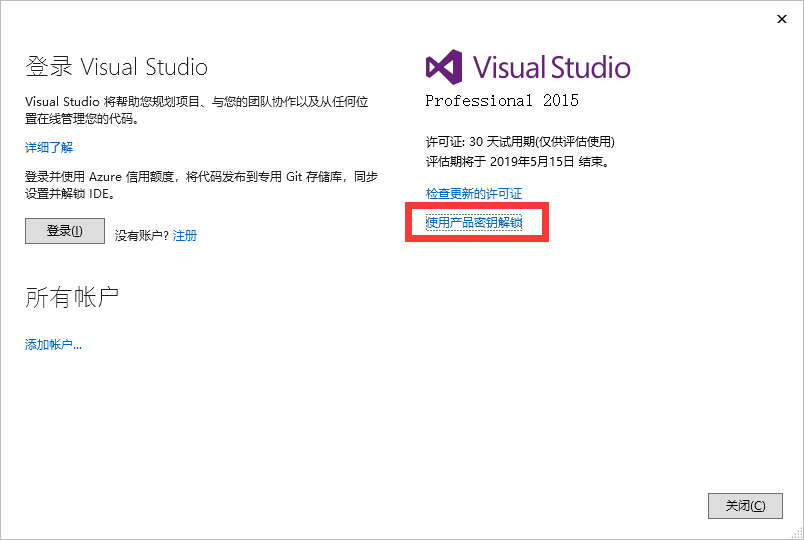 登录 Visual Studio
Visual Studio 将帮助您规划项目、与您的团队协作以及从任何位
置在线管理您的代码。
详细了解
登录并使用 Azure 信用额度，将代码发布到专用 Git 存储库，同步
设置并解锁 IDE。
登录(I)
没有账户? 注册
所有帐户
添加帐户...
Visual Studio
Professional 2015
许可证: 30 天试用期(仅供评估使用)
评估期将于 2019年5月15日 结束。
检查更新的许可证
使用产品密钥解锁
关闭(C)